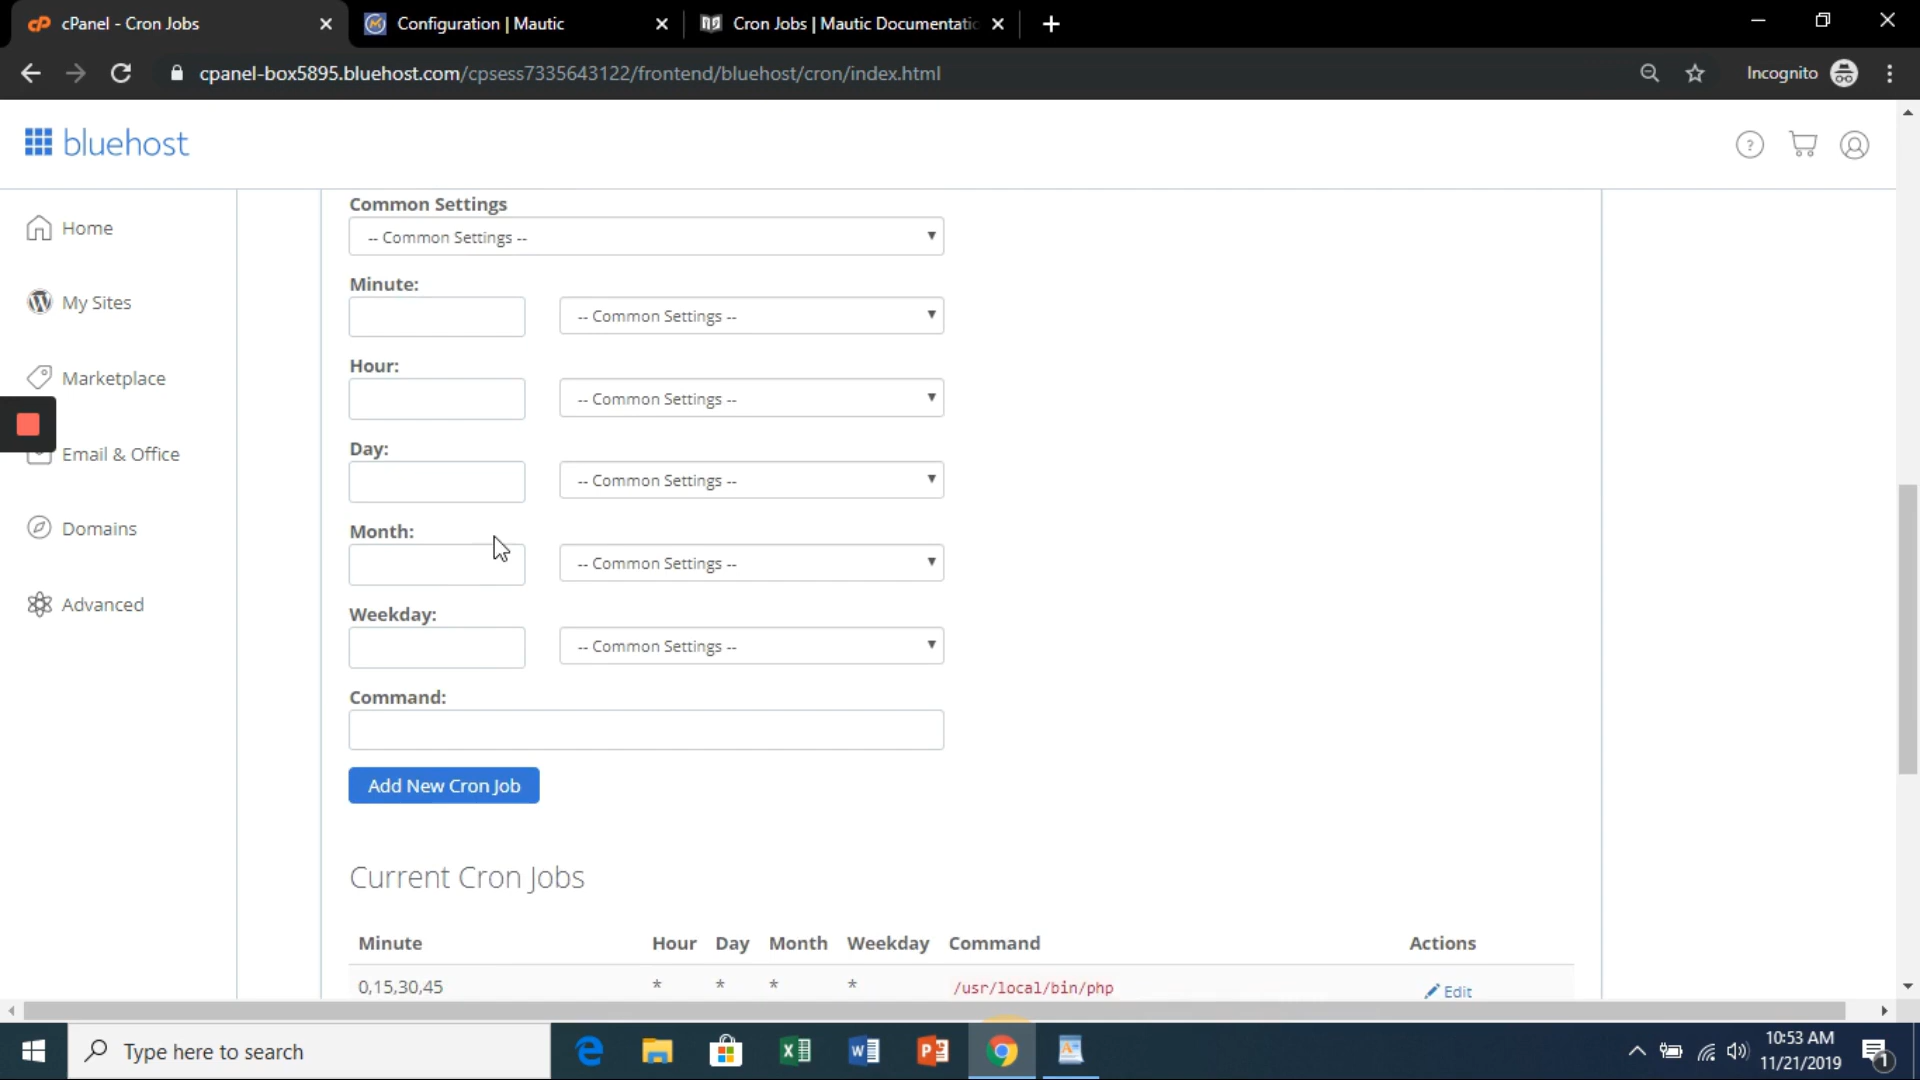 cPanel - Cron Jobs
Configuration | Mautic
Cron Jobs | Mautic Documentatic
cpanel-box5895.bluehost.com/cpsess7335643122/frontend/bluehost/cron/index.html
Incognito
bluehost
Home
My Sites
Marketplace
Email & Office
Domains
Advanced
Common Settings
-- Common Settings --
Minute:
-- Common Settings --
Hour:
-- Common Settings --
Day:
-- Common Settings --
Month:
-- Common Settings --
Weekday:
-- Common Settings --
Command:
Add New Cron Job
Current Cron Jobs
Minute Hour Day Month Weekday Command Actions
0,15,30,45 * * * * /usr/local/bin/php Edit
Type here to search
10:53 AM
11/21/2019
1